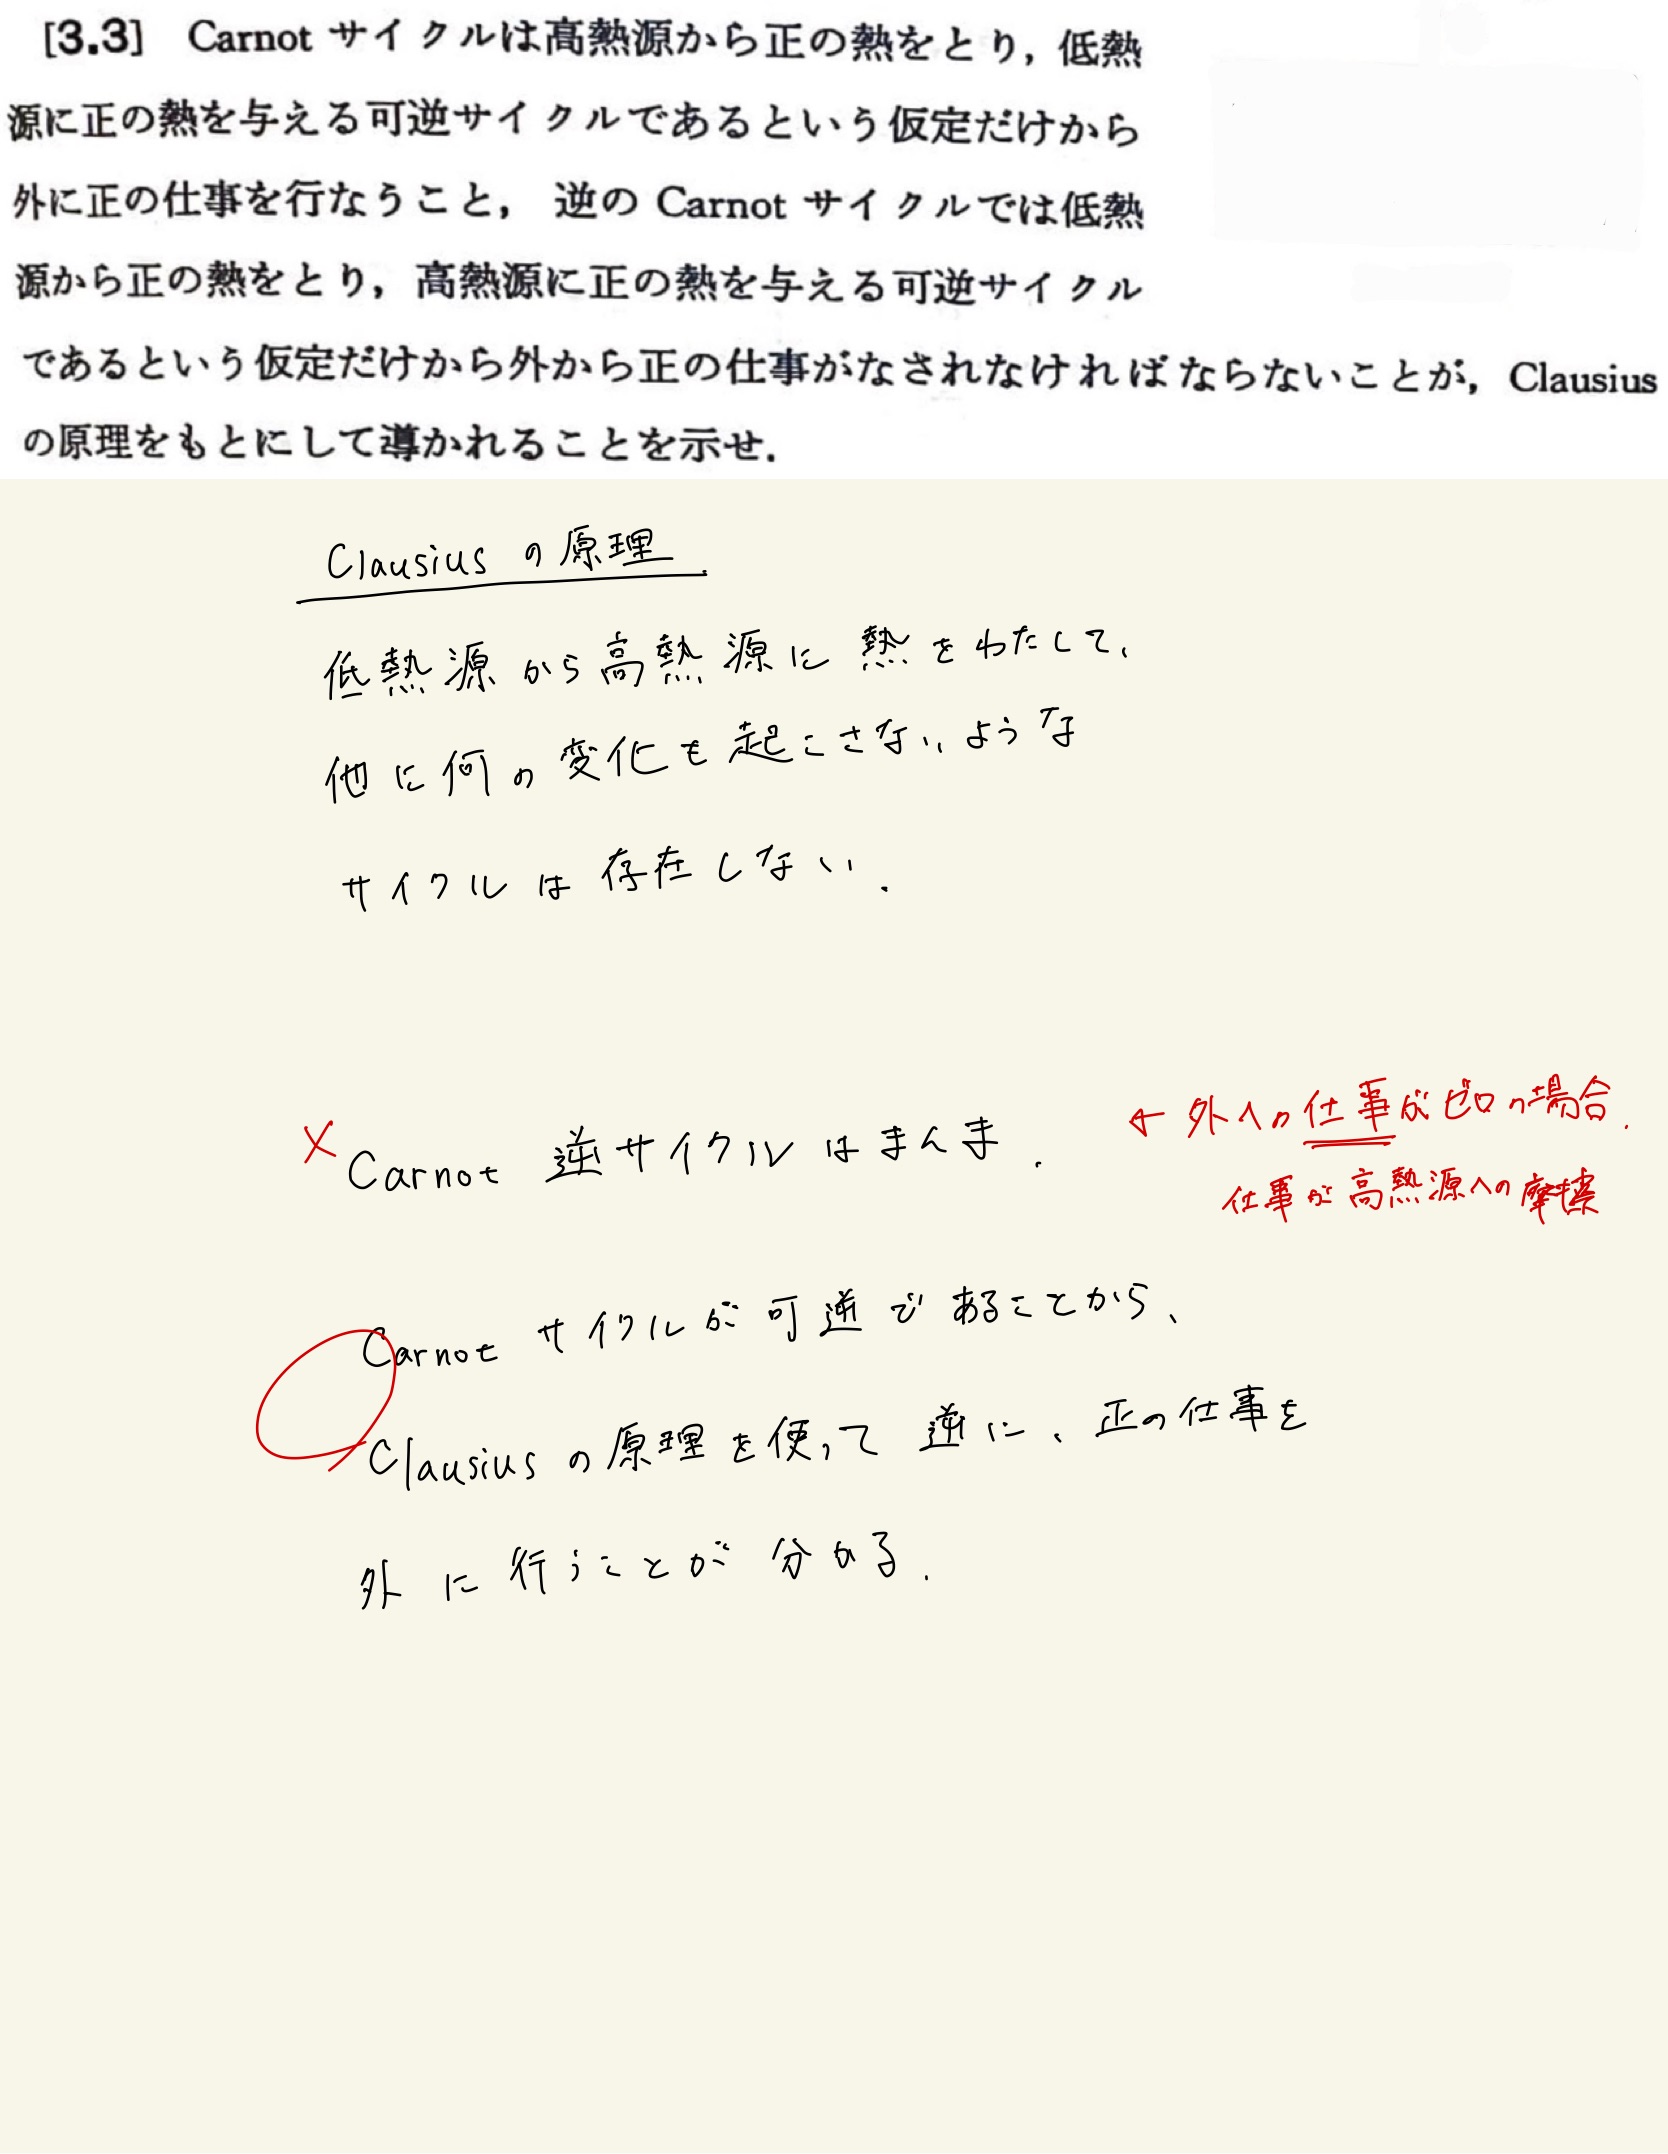 [3.3] Carnot サイクルは高熱源から正の熱をとり，低熱
源に正の熱を与える可逆サイクルであるという仮定だけから
外に正の仕事を行なうこと， 逆の Carnot サイクルでは低熱
源から正の熱をとり，高熱源に正の熱を与える可逆サイクル
であるという仮定だけから外から正の仕事がなされなければならないことが，Clausius
の原理をもとにして導かれることを示せ．
Clausius の原理
低熱源から高熱源に熱をわたして、
他に何の変化も起こさないような
サイクルは存在しない．
× Carnot 逆サイクルはまんま．
← 外への仕事がゼロの場合．
仕事が高熱源への摩擦
Carnot サイクルが可逆であることから、
Clausius の原理を使って逆に、正の仕事を
外に行うことが分かる．